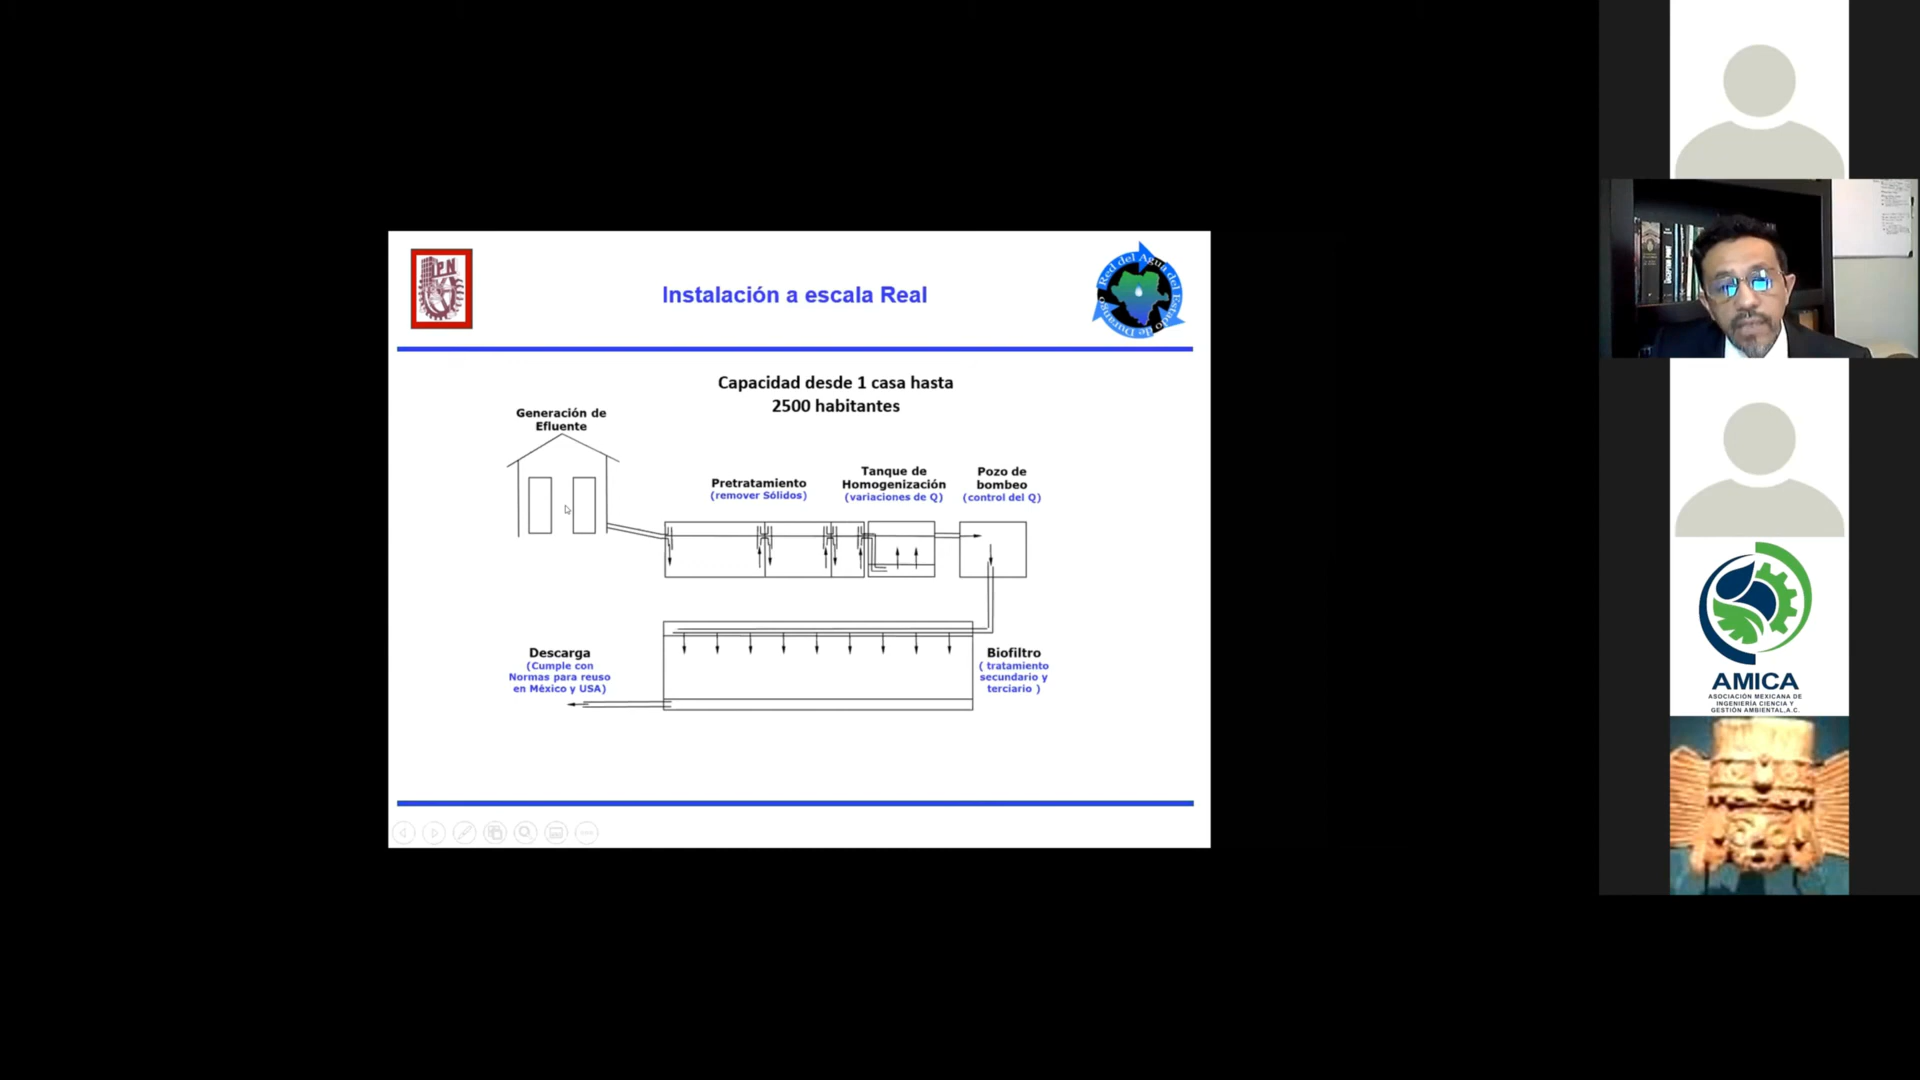 IPN
Instalación a escala Real
Red del Agua del Estado de Durango
Capacidad desde 1 casa hasta
2500 habitantes
Generación de
Efluente
Pretratamiento
(remover Sólidos)
Tanque de
Homogenización
(variaciones de Q)
Pozo de
bombeo
(control del Q)
Descarga
(Cumple con
Normas para reuso
en México y USA)
Biofiltro
( tratamiento
secundario y
terciario )
AMICA
ASOCIACIÓN MEXICANA DE
INGENIERÍA CIENCIA Y
GESTIÓN AMBIENTAL,A.C.